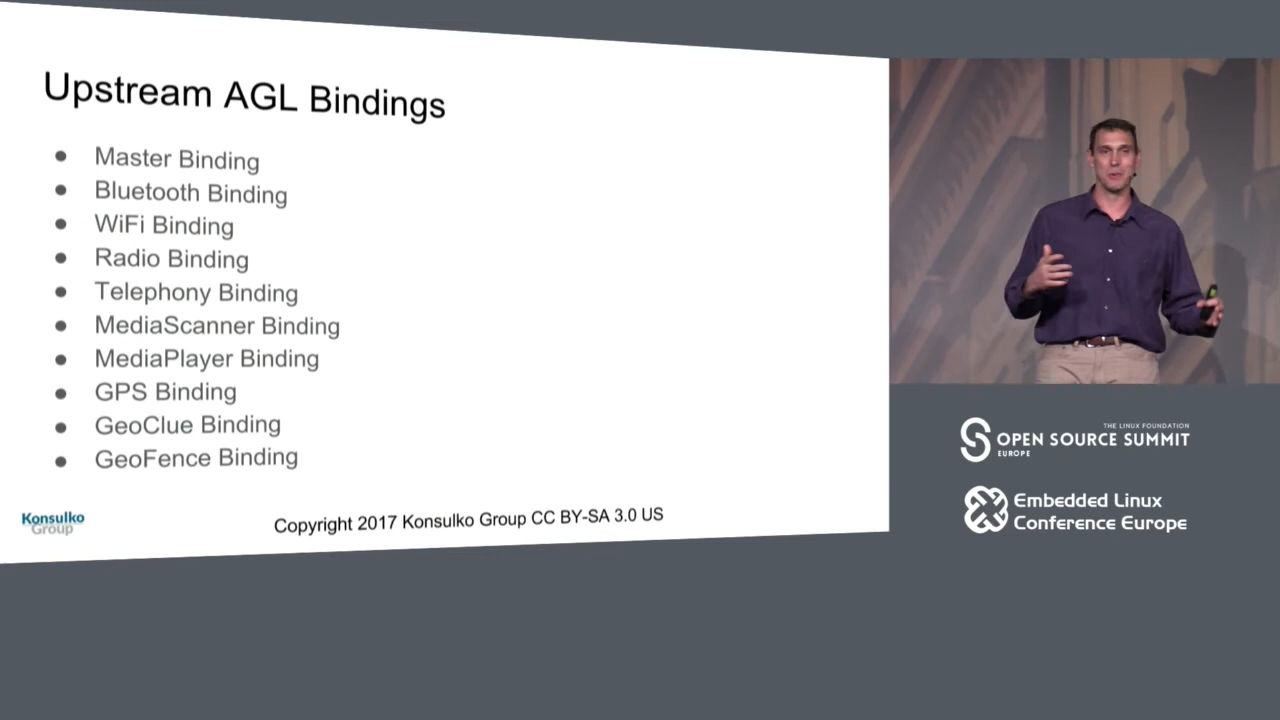 Upstream AGL Bindings
● Master Binding
● Bluetooth Binding
● WiFi Binding
● Radio Binding
● Telephony Binding
● MediaScanner Binding
● MediaPlayer Binding
● GPS Binding
● GeoClue Binding
● GeoFence Binding
Konsulko
Group
Copyright 2017 Konsulko Group CC BY-SA 3.0 US
THE LINUX FOUNDATION
OPEN SOURCE SUMMIT
EUROPE
Embedded Linux
Conference Europe